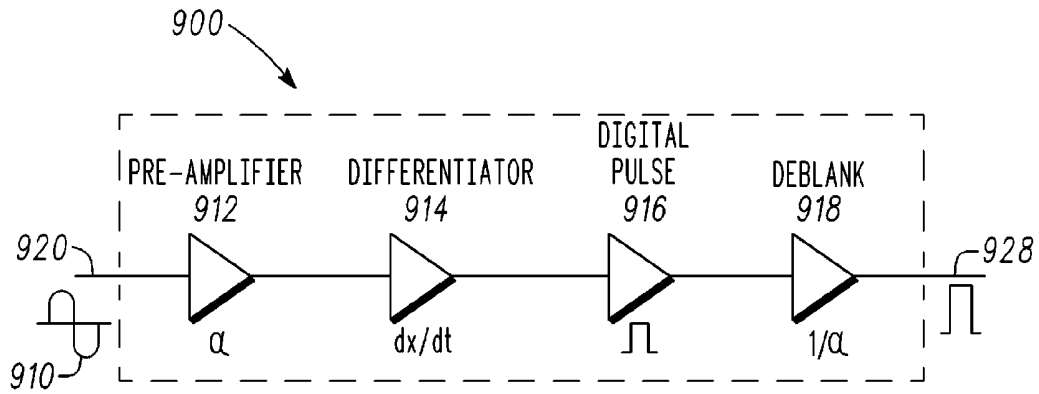 900
PRE-AMPLIFIER
912
DIFFERENTIATOR
914
DIGITAL
PULSE
916
DEBLANK
918
920
928
910
α
dx/dt
1/α